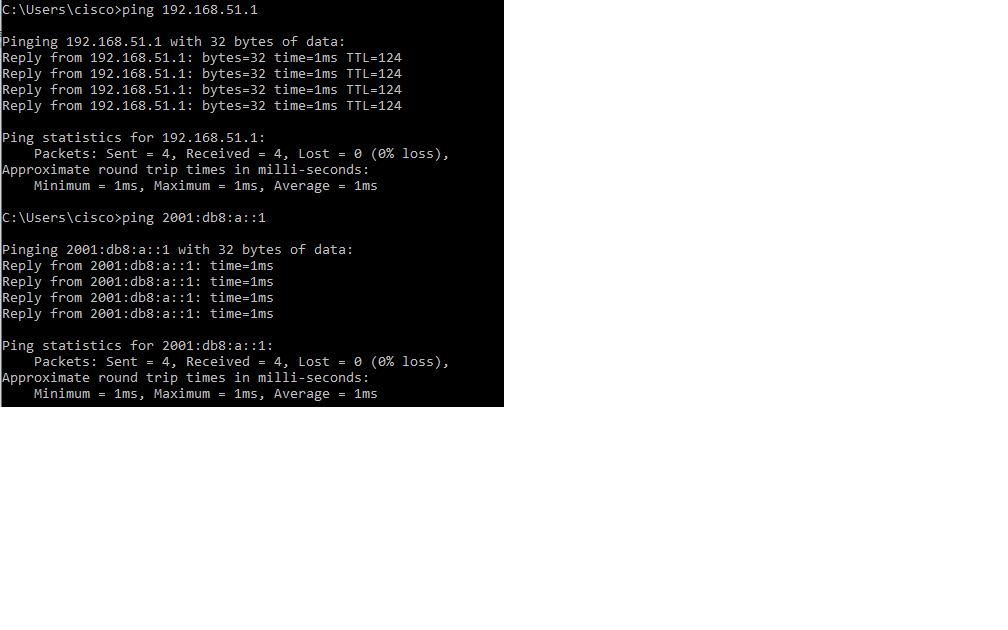 C:\Users\cisco>ping 192.168.51.1
Pinging 192.168.51.1 with 32 bytes of data:
Reply from 192.168.51.1: bytes=32 time=1ms TTL=124
Reply from 192.168.51.1: bytes=32 time=1ms TTL=124
Reply from 192.168.51.1: bytes=32 time=1ms TTL=124
Reply from 192.168.51.1: bytes=32 time=1ms TTL=124
Ping statistics for 192.168.51.1:
Packets: Sent = 4, Received = 4, Lost = 0 (0% loss),
Approximate round trip times in milli-seconds:
Minimum = 1ms, Maximum = 1ms, Average = 1ms
C:\Users\cisco>ping 2001:db8:a::1
Pinging 2001:db8:a::1 with 32 bytes of data:
Reply from 2001:db8:a::1: time=1ms
Reply from 2001:db8:a::1: time=1ms
Reply from 2001:db8:a::1: time=1ms
Reply from 2001:db8:a::1: time=1ms
Ping statistics for 2001:db8:a::1:
Packets: Sent = 4, Received = 4, Lost = 0 (0% loss),
Approximate round trip times in milli-seconds:
Minimum = 1ms, Maximum = 1ms, Average = 1ms